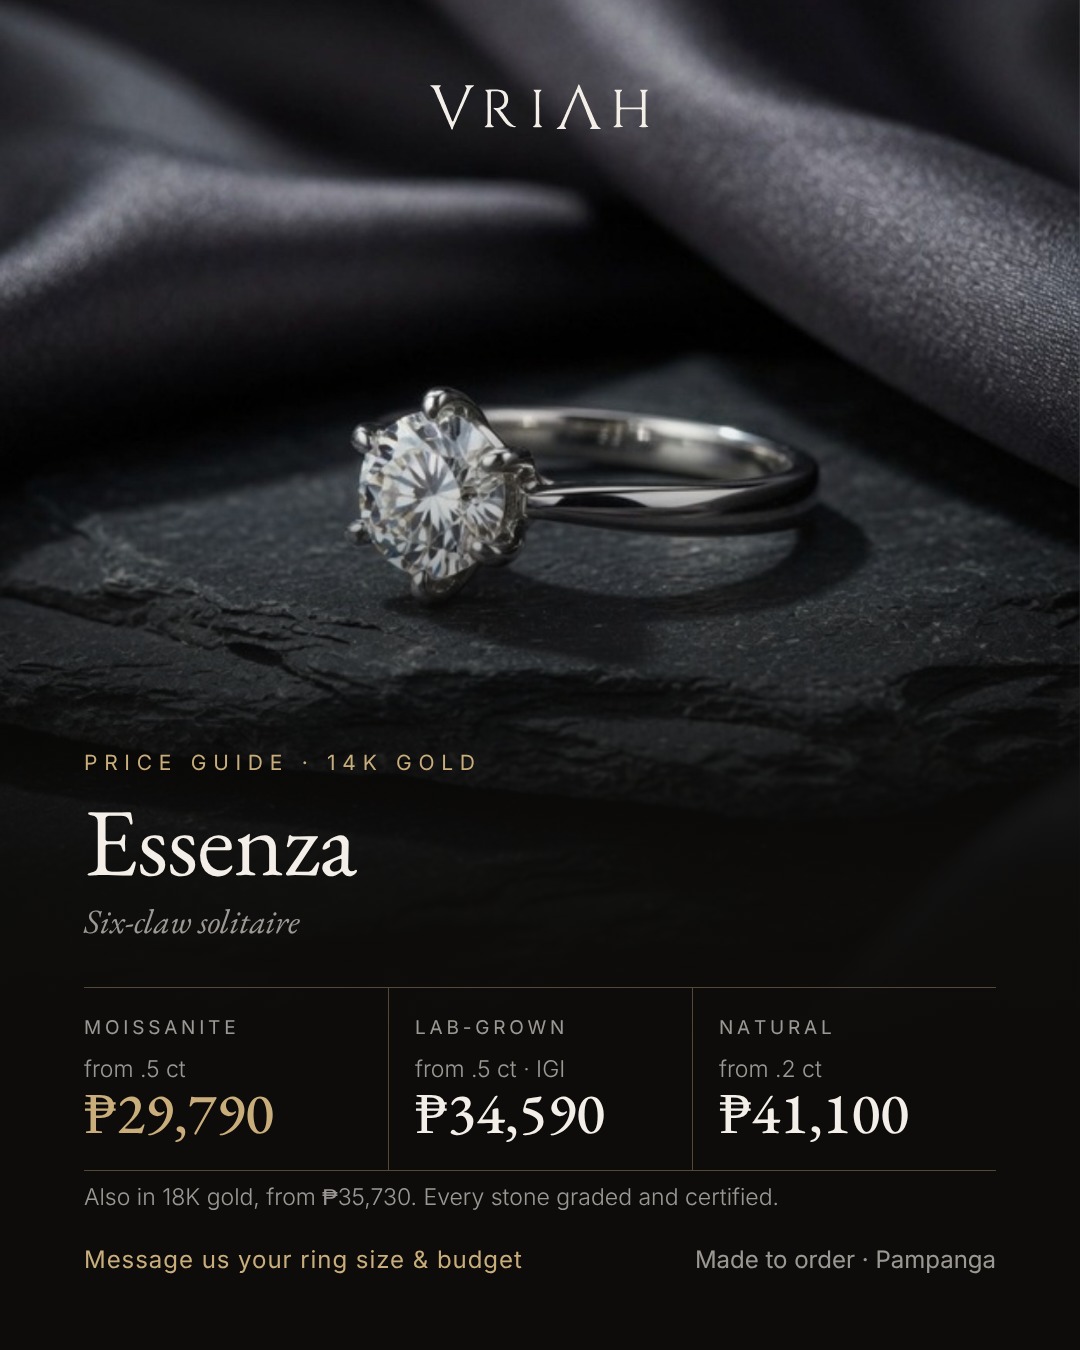 VRIAH
PRICE GUIDE · 14K GOLD
Essenza
Six-claw solitaire
MOISSANITE
from .5 ct
₱29,790
LAB-GROWN
from .5 ct · IGI
₱34,590
NATURAL
from .2 ct
₱41,100
Also in 18K gold, from ₱35,730. Every stone graded and certified.
Message us your ring size & budget
Made to order · Pampanga